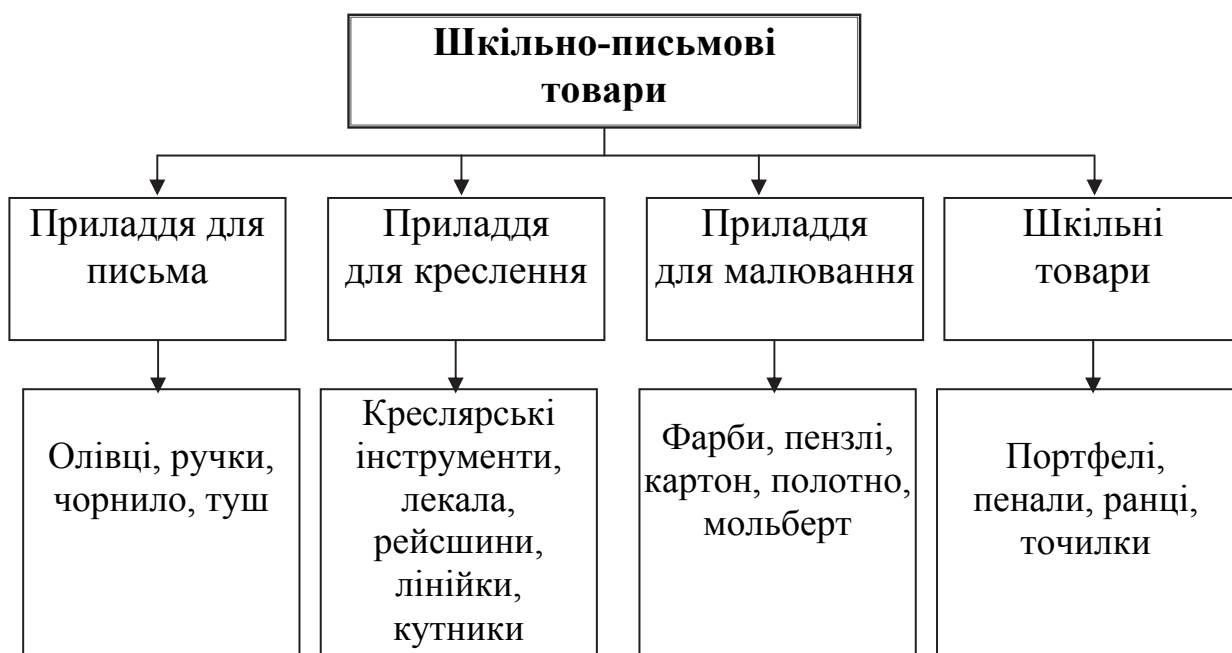 Шкільно-письмові
товари
Приладдя для
письма
Приладдя
для креслення
Приладдя
для малювання
Шкільні
товари
Олівці, ручки,
чорнило, туш
Креслярські
інструменти,
лекала,
рейсшини,
лінійки,
кутники
Фарби, пензлі,
картон, полотно,
мольберт
Портфелі,
пенали, ранці,
точилки